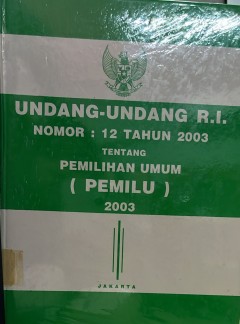 UNDANG-UNDANG R.I.
NOMOR : 12 TAHUN 2003
TENTANG
PEMILIHAN UMUM
( PEMILU )
2003
JAKARTA